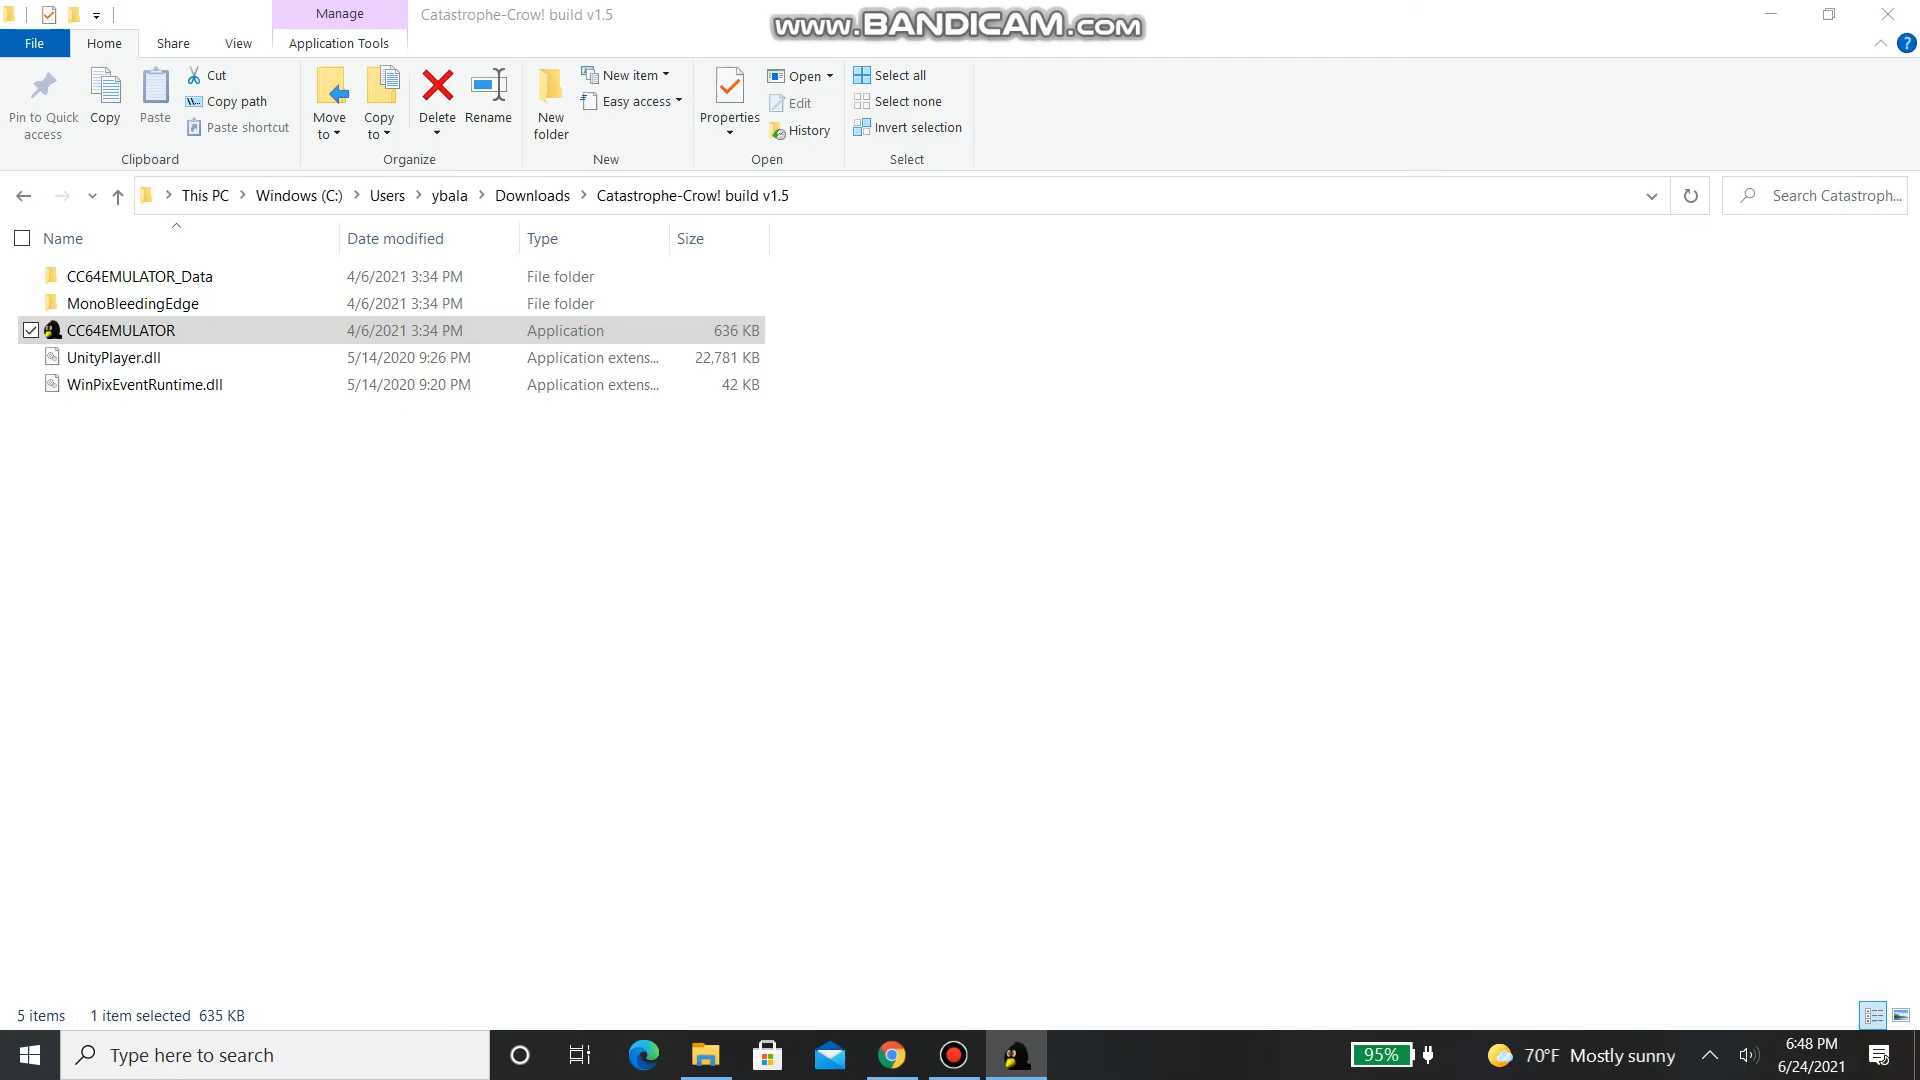 Manage
Catastrophe-Crow! build v1.5
www.BANDICAM.com
File
Home
Share
View
Application Tools
?
Pin to Quick access
Copy
Paste
Cut
Copy path
Paste shortcut
Clipboard
Move to
Copy to
Delete
Rename
Organize
New folder
New item
Easy access
New
Properties
Open
Edit
History
Open
Select all
Select none
Invert selection
Select
This PC
Windows (C:)
Users
ybala
Downloads
Catastrophe-Crow! build v1.5
Search Catastroph...
Name
Date modified
Type
Size
CC64EMULATOR_Data 4/6/2021 3:34 PM File folder
MonoBleedingEdge 4/6/2021 3:34 PM File folder
CC64EMULATOR 4/6/2021 3:34 PM Application 636 KB
UnityPlayer.dll 5/14/2020 9:26 PM Application extens... 22,781 KB
WinPixEventRuntime.dll 5/14/2020 9:20 PM Application extens... 42 KB
5 items 1 item selected 635 KB
Type here to search
95%
70°F Mostly sunny
6:48 PM
6/24/2021